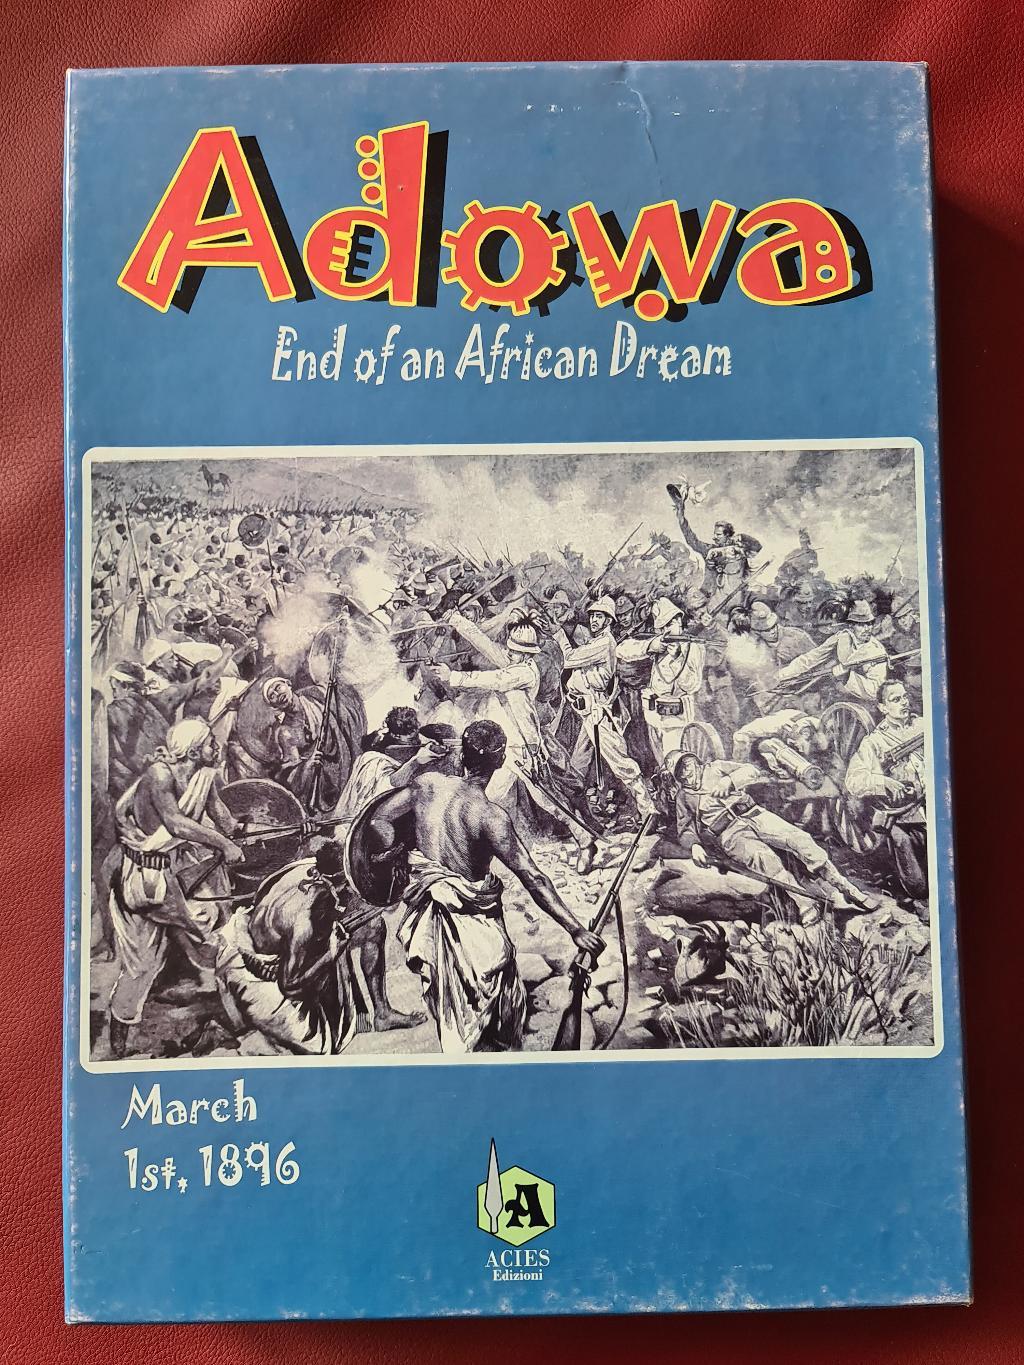 Adowa
End of an African Dream
March
1st, 1896
A
ACIES
Edizioni